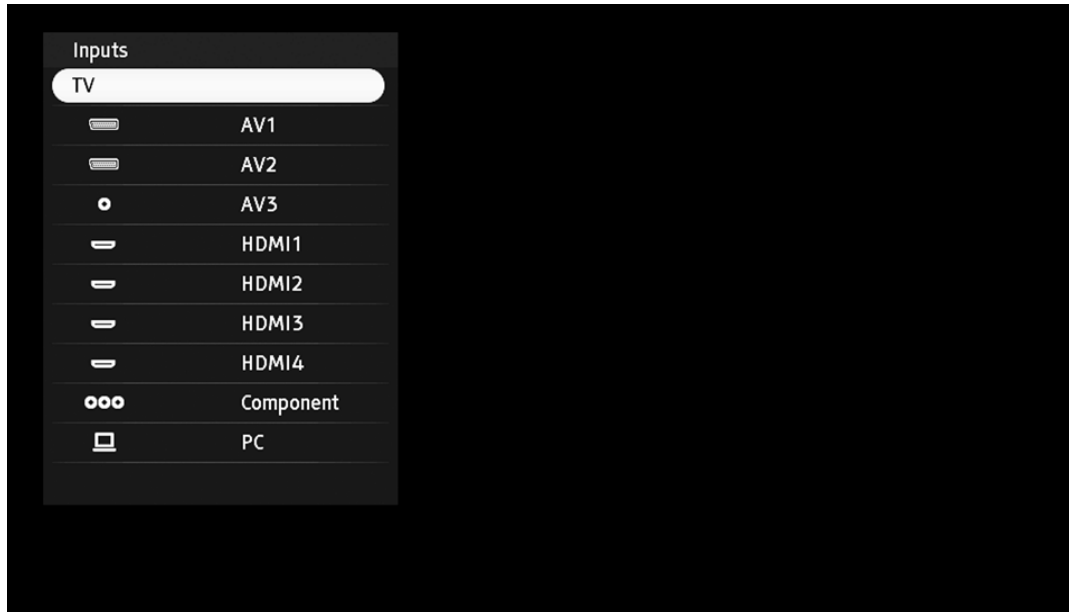 Inputs
TV
AV1
AV2
AV3
HDMI1
HDMI2
HDMI3
HDMI4
Component
PC